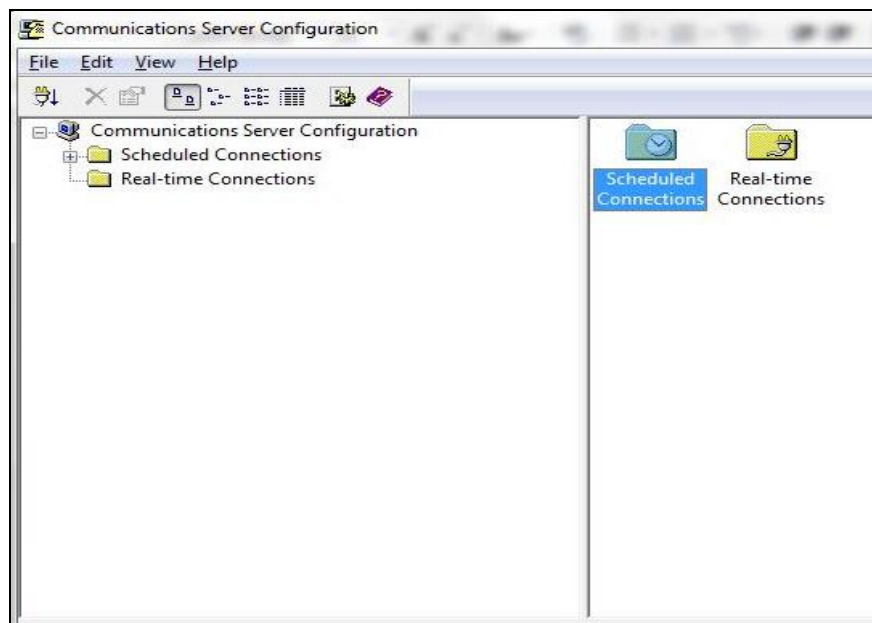 Communications Server Configuration
File Edit View Help
Communications Server Configuration
Scheduled Connections
Real-time Connections
Scheduled
Connections
Real-time
Connections